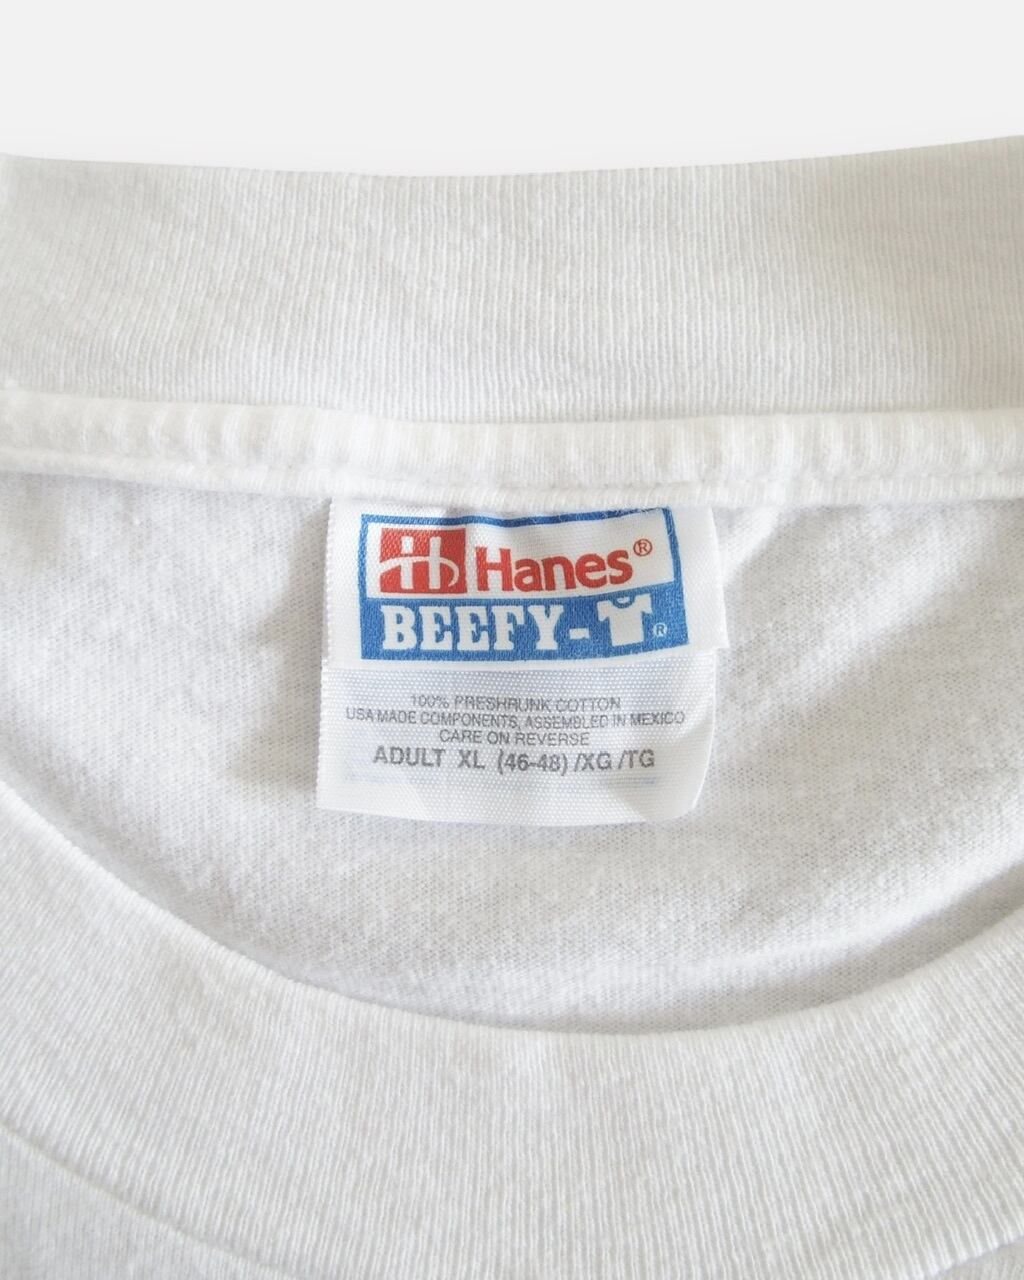 Hanes®
BEEFY-T®
100% PRESHRUNK COTTON
USA MADE COMPONENTS, ASSEMBLED IN MEXICO
CARE ON REVERSE
ADULT XL (46-48) /XG /TG